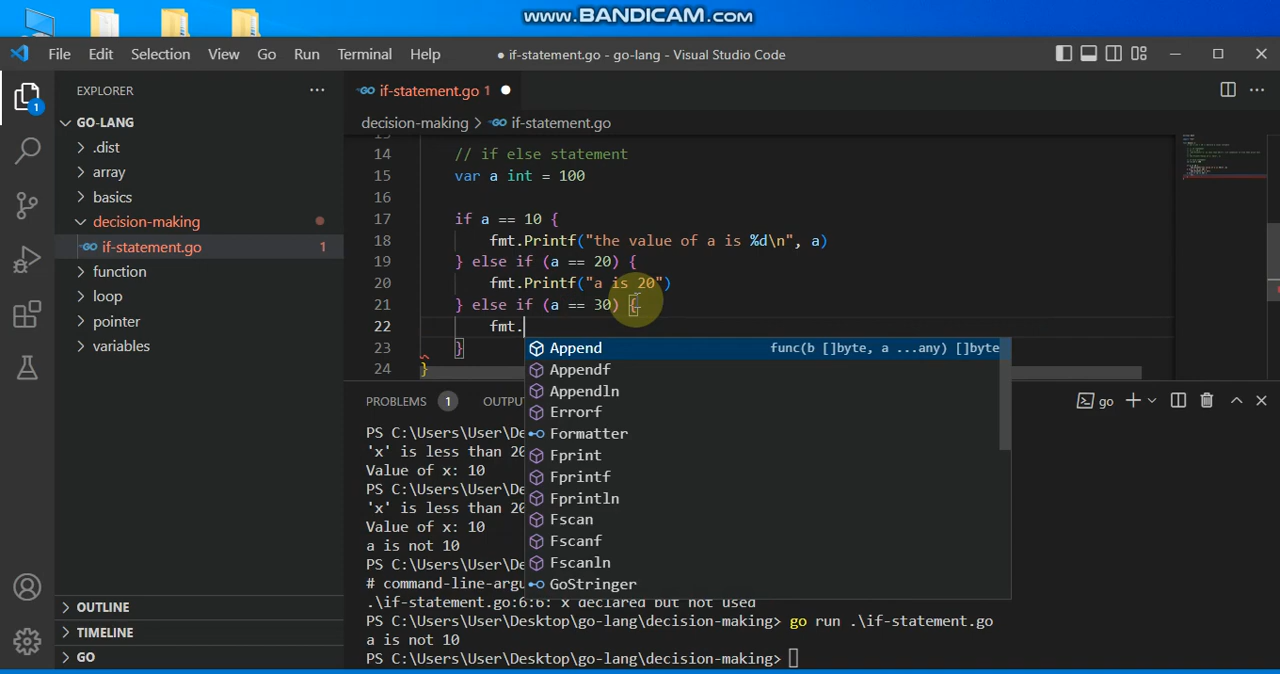 www.BANDICAM.com
File Edit Selection View Go Run Terminal Help
• if-statement.go - go-lang - Visual Studio Code
EXPLORER
GO-LANG
.dist
array
basics
decision-making
if-statement.go 1
function
loop
pointer
variables
OUTLINE
TIMELINE
GO
1
if-statement.go 1
decision-making > if-statement.go
14 // if else statement
15 var a int = 100
16
17 if a == 10 {
18 fmt.Printf("the value of a is %d\n", a)
19 } else if (a == 20) {
20 fmt.Printf("a is 20")
21 } else if (a == 30) {
22 fmt.
23 }
24 }
Append func(b []byte, a ...any) []byte
Appendf
Appendln
Errorf
Formatter
Fprint
Fprintf
Fprintln
Fscan
Fscanf
Fscanln
GoStringer
PROBLEMS 1 OUTPU
go
PS C:\Users\User\De
'x' is less than 20
Value of x: 10
PS C:\Users\User\De
'x' is less than 20
Value of x: 10
a is not 10
PS C:\Users\User\De
# command-line-argu
.\if-statement.go:6:6: x declared but not used
PS C:\Users\User\Desktop\go-lang\decision-making> go run .\if-statement.go
a is not 10
PS C:\Users\User\Desktop\go-lang\decision-making>